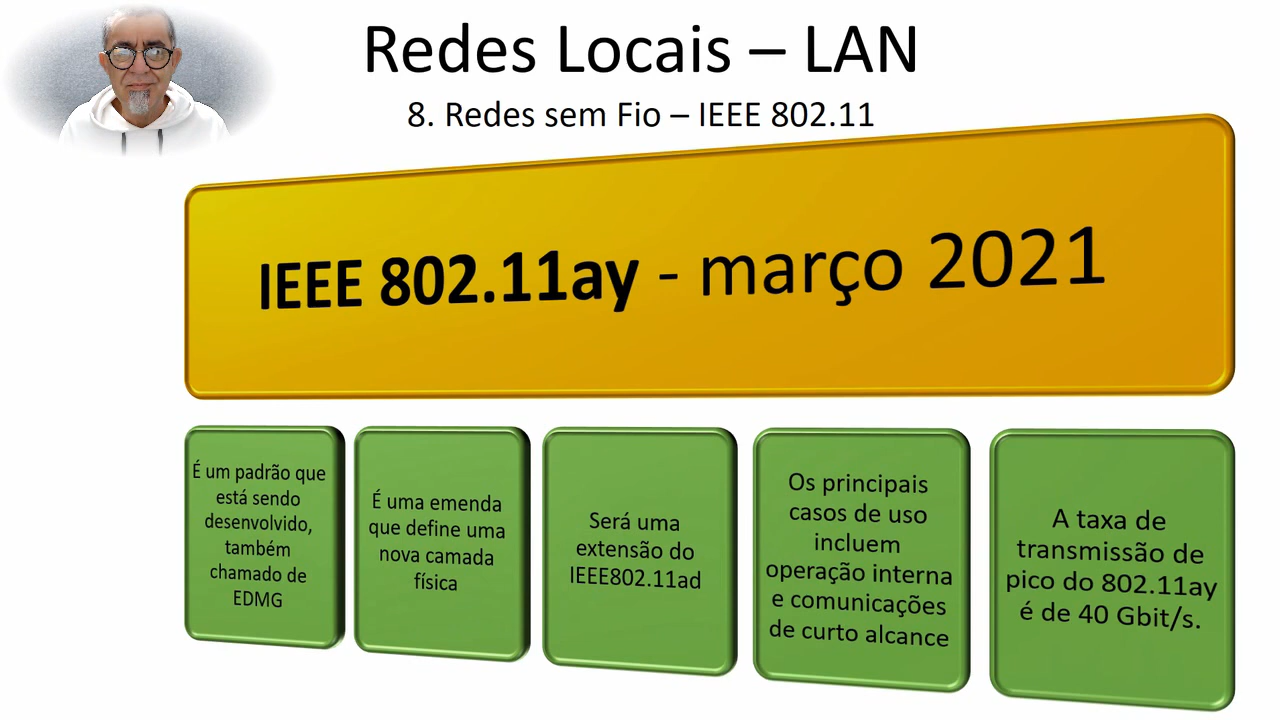 Redes Locais – LAN
8. Redes sem Fio – IEEE 802.11
IEEE 802.11ay - março 2021
É um padrão que
está sendo
desenvolvido,
também
chamado de
EDMG
É uma emenda
que define uma
nova camada
física
Será uma
extensão do
IEEE802.11ad
Os principais
casos de uso
incluem
operação interna
e comunicações
de curto alcance
A taxa de
transmissão de
pico do 802.11ay
é de 40 Gbit/s.